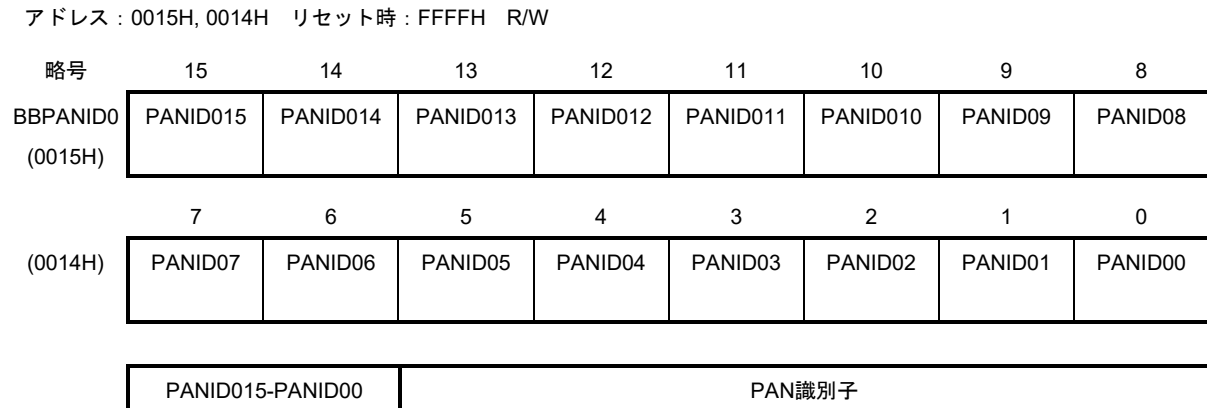 アドレス：0015H, 0014H　リセット時：FFFFH　R/W
略号 15 14 13 12 11 10 9 8
BBPANID0 PANID015 PANID014 PANID013 PANID012 PANID011 PANID010 PANID09 PANID08
(0015H)
7 6 5 4 3 2 1 0
(0014H) PANID07 PANID06 PANID05 PANID04 PANID03 PANID02 PANID01 PANID00
PANID015-PANID00 PAN識別子